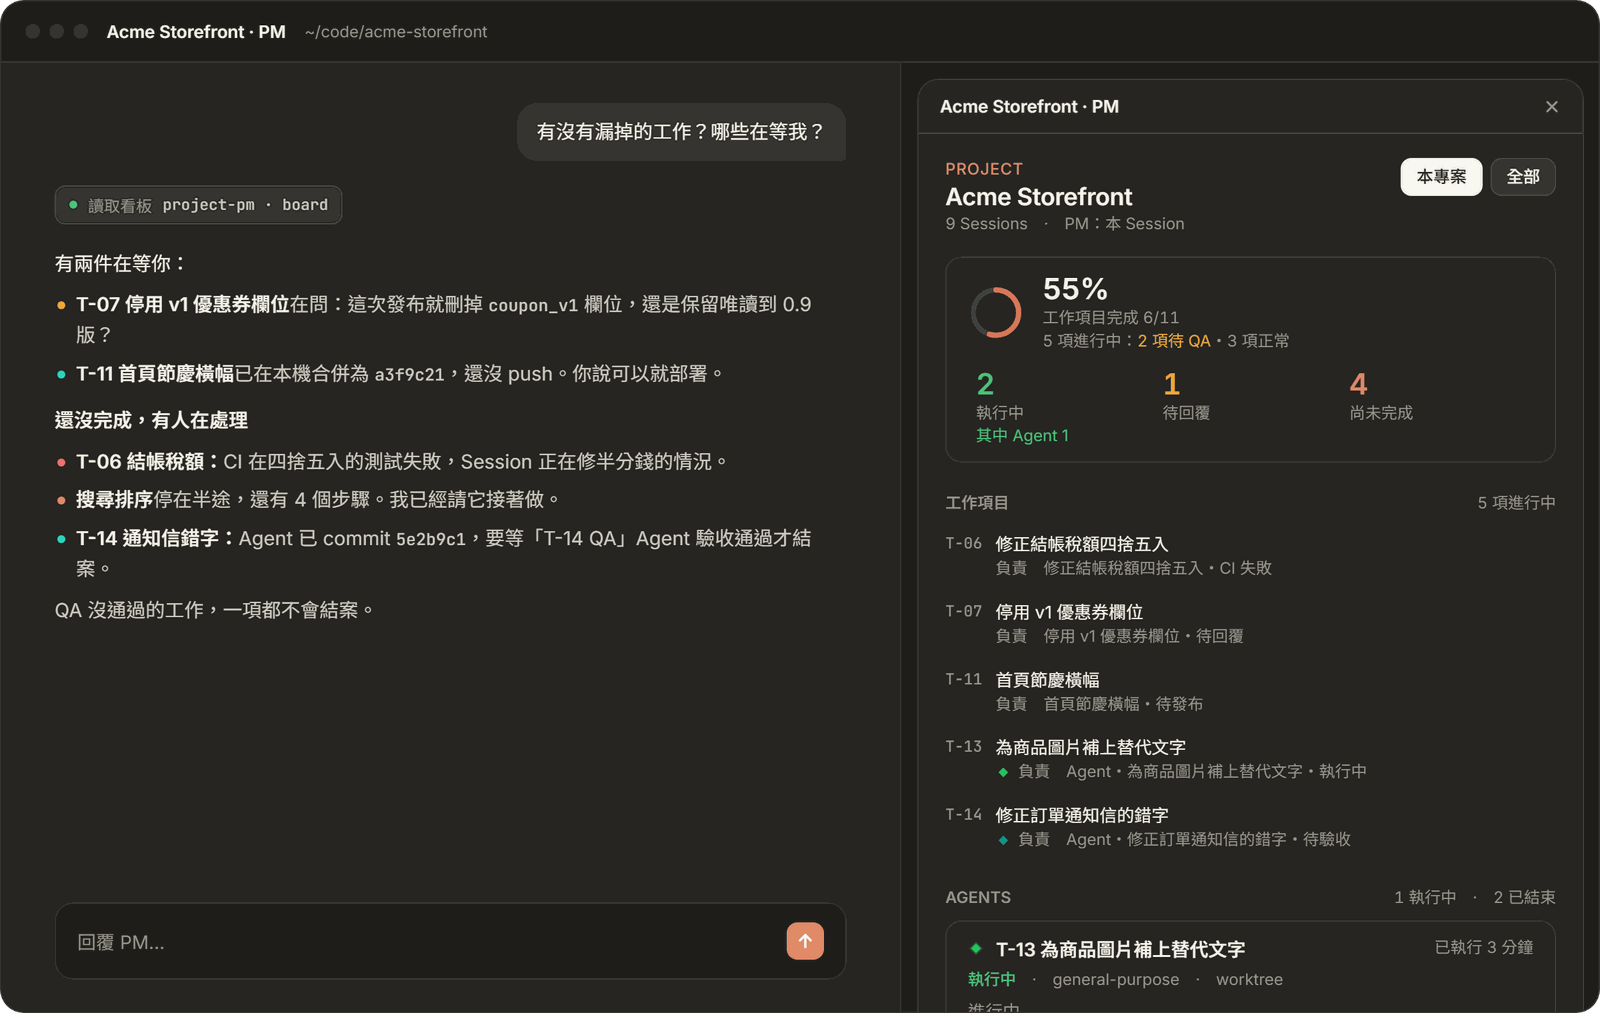 Acme Storefront · PM ~/code/acme-storefront
有沒有漏掉的工作？哪些在等我？
讀取看板 project-pm · board
有兩件在等你：
T-07 停用 v1 優惠券欄位在問：這次發布就刪掉 coupon_v1 欄位，還是保留唯讀到 0.9
版？
T-11 首頁節慶橫幅已在本機合併為 a3f9c21，還沒 push。你說可以就部署。
還沒完成，有人在處理
T-06 結帳稅額：CI 在四捨五入的測試失敗，Session 正在修半分錢的情況。
搜尋排序停在半途，還有 4 個步驟。我已經請它接著做。
T-14 通知信錯字：Agent 已 commit 5e2b9c1，要等「T-14 QA」Agent 驗收通過才結
案。
QA 沒通過的工作，一項都不會結案。
回覆 PM...
Acme Storefront · PM
PROJECT
Acme Storefront
9 Sessions · PM：本 Session
本專案 全部
55%
工作項目完成 6/11
5 項進行中：2 項待 QA・3 項正常
2 1 4
執行中 待回覆 尚未完成
其中 Agent 1
工作項目 5 項進行中
T-06 修正結帳稅額四捨五入
負責 修正結帳稅額四捨五入・CI 失敗
T-07 停用 v1 優惠券欄位
負責 停用 v1 優惠券欄位・待回覆
T-11 首頁節慶橫幅
負責 首頁節慶橫幅・待發布
T-13 為商品圖片補上替代文字
負責 Agent・為商品圖片補上替代文字・執行中
T-14 修正訂單通知信的錯字
負責 Agent・修正訂單通知信的錯字・待驗收
AGENTS 1 執行中 · 2 已結束
T-13 為商品圖片補上替代文字 已執行 3 分鐘
執行中 · general-purpose · worktree
進行中